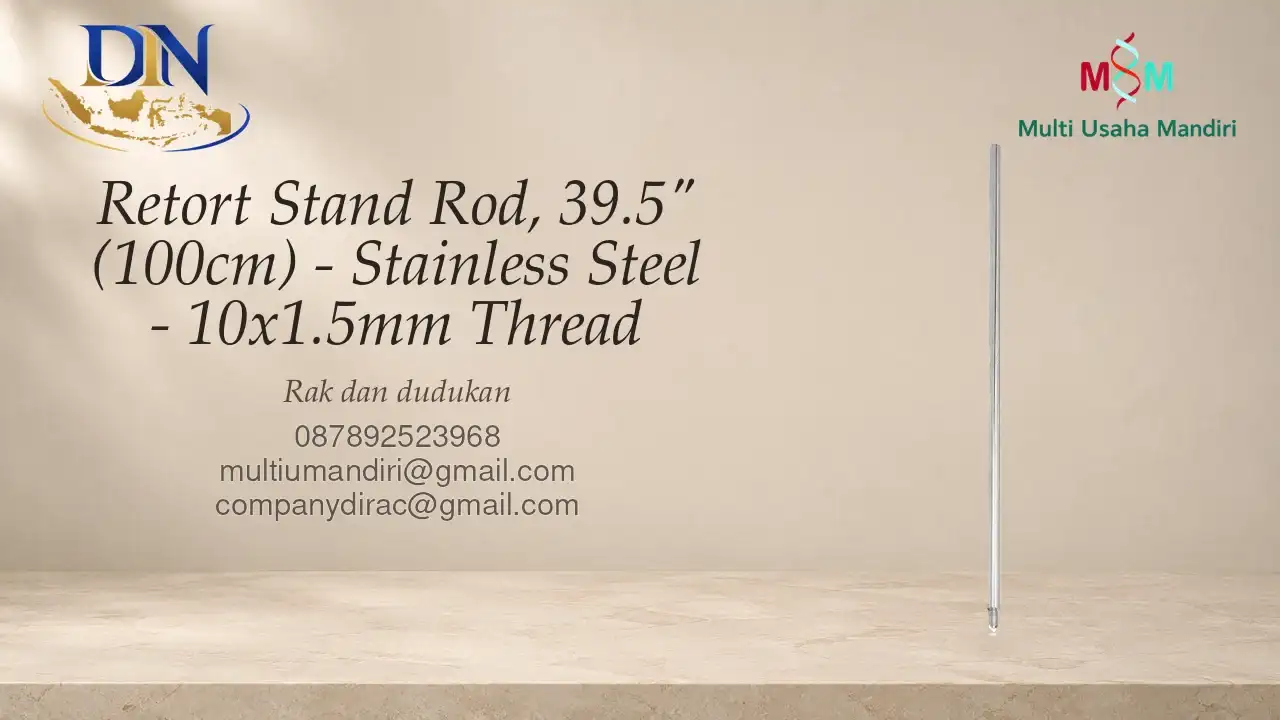 DIN
M M
Multi Usaha Mandiri
Retort Stand Rod, 39.5"
(100cm) - Stainless Steel
- 10x1.5mm Thread
Rak dan dudukan
087892523968
multiumandiri@gmail.com
companydirac@gmail.com